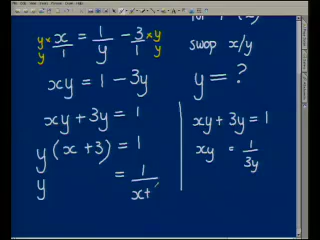 y × x/1 = 1/y - 3/1 × y
y y
xy = 1 - 3y
xy + 3y = 1
y (x + 3) = 1
y = 1/x+
swop x/y
y = ?
xy + 3y = 1
xy = 1/3y